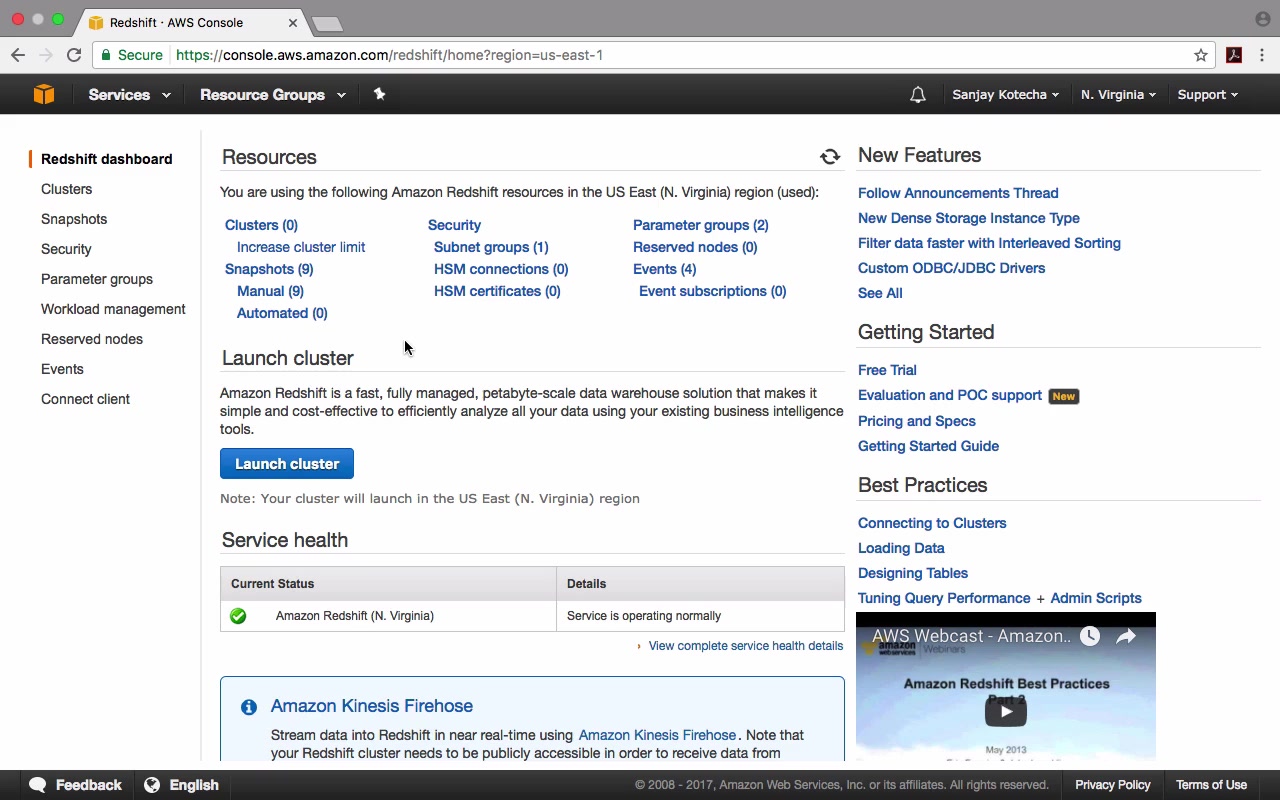 Redshift · AWS Console
Secure
https://console.aws.amazon.com/redshift/home?region=us-east-1
Services
Resource Groups
Sanjay Kotecha
N. Virginia
Support
Redshift dashboard
Clusters
Snapshots
Security
Parameter groups
Workload management
Reserved nodes
Events
Connect client
Resources
You are using the following Amazon Redshift resources in the US East (N. Virginia) region (used):
Clusters (0)
Increase cluster limit
Snapshots (9)
Manual (9)
Automated (0)
Security
Subnet groups (1)
HSM connections (0)
HSM certificates (0)
Parameter groups (2)
Reserved nodes (0)
Events (4)
Event subscriptions (0)
Launch cluster
Amazon Redshift is a fast, fully managed, petabyte-scale data warehouse solution that makes it
simple and cost-effective to efficiently analyze all your data using your existing business intelligence
tools.
Launch cluster
Note: Your cluster will launch in the US East (N. Virginia) region
Service health
Current Status
Details
Amazon Redshift (N. Virginia)
Service is operating normally
View complete service health details
Amazon Kinesis Firehose
Stream data into Redshift in near real-time using Amazon Kinesis Firehose. Note that
your Redshift cluster needs to be publicly accessible in order to receive data from
New Features
Follow Announcements Thread
New Dense Storage Instance Type
Filter data faster with Interleaved Sorting
Custom ODBC/JDBC Drivers
See All
Getting Started
Free Trial
Evaluation and POC support New
Pricing and Specs
Getting Started Guide
Best Practices
Connecting to Clusters
Loading Data
Designing Tables
Tuning Query Performance + Admin Scripts
AWS Webcast - Amazon..
amazon
webservices
Webinars
Amazon Redshift Best Practices
Part 2
May 2013
Feedback
English
© 2008 - 2017, Amazon Web Services, Inc. or its affiliates. All rights reserved.
Privacy Policy
Terms of Use